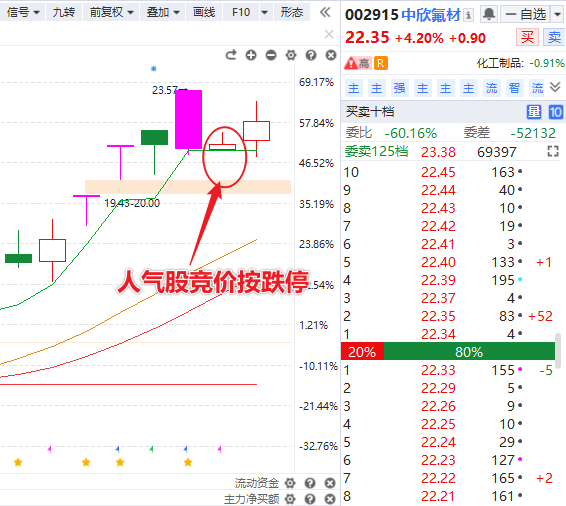 信号 九转 前复权 叠加 画线 F10 形态
23.57
19.43-20.00
人气股竞价按跌停
69.17%
57.84%
46.52%
35.19%
23.86%
12.54%
1.21%
-10.11%
-21.44%
-32.76%
流动资金
主力净买额
002915 中欣氟材 自选
22.35 +4.20% +0.90 买 卖
高 R 化工制品: -0.91%
主 主 强 主 主 主 流 智 流
买卖十档 量 10
委比 -60.16% 委差 -52132
委卖125档 23.38 69397
10 22.45 163
9 22.44 40
8 22.43 10
7 22.42 19
6 22.41 3
5 22.40 133 +1
4 22.39 195
3 22.37 4
2 22.35 83 +52
1 22.34 4
20% 80%
1 22.33 155 -5
2 22.29 5
3 22.26 9
4 22.25 10
5 22.24 29
6 22.23 127
7 22.22 165 +2
8 22.21 161